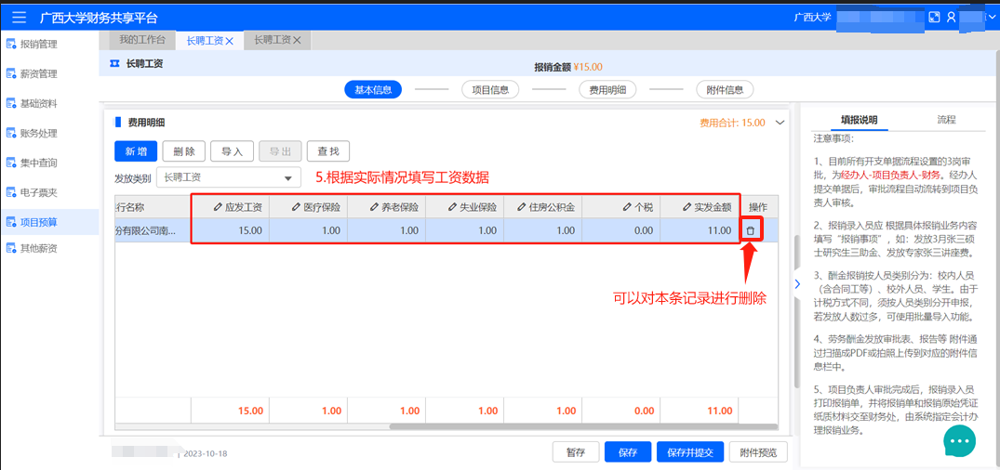 广西大学财务共享平台
广西大学
报销管理
薪资管理
基础资料
账务处理
集中查询
电子票夹
项目预算
其他薪资
我的工作台 长聘工资 长聘工资
长聘工资
报销金额 ¥15.00
基本信息 项目信息 费用明细 附件信息
费用明细
费用合计: 15.00
新增 删除 导入 导出 查找
发放类别 长聘工资
5.根据实际情况填写工资数据
行名称 应发工资 医疗保险 养老保险 失业保险 住房公积金 个税 实发金额 操作
份有限公司南... 15.00 1.00 1.00 1.00 1.00 0.00 11.00
可以对本条记录进行删除
15.00 1.00 1.00 1.00 1.00 0.00 11.00
| 2023-10-18
暂存 保存 保存并提交 附件预览
填报说明 流程
注意事项:
1、目前所有开支单据流程设置的3岗审
批，为经办人-项目负责人-财务。经办人
提交单据后，审批流程自动流转到项目负
责人审核。
2、报销录入员应 根据具体报销业务内容
填写“报销事项”，如：发放3月张三硕
士研究生三助金、发放专家张三讲座费。
3、酬金报销按人员类别分为：校内人员
（含合同工等）、校外人员、学生。由于
计税方式不同，须按人员类别分开申报，
若发放人数过多，可使用批量导入功能。
4、劳务酬金发放审批表、报告等 附件通
过扫描成PDF或拍照上传到对应的附件信
息栏中。
5、项目负责人审批完成后，报销录入员
打印报销单，并将报销单和报销原始凭证
纸质材料交至财务处，由系统指定会计办
理报销业务。